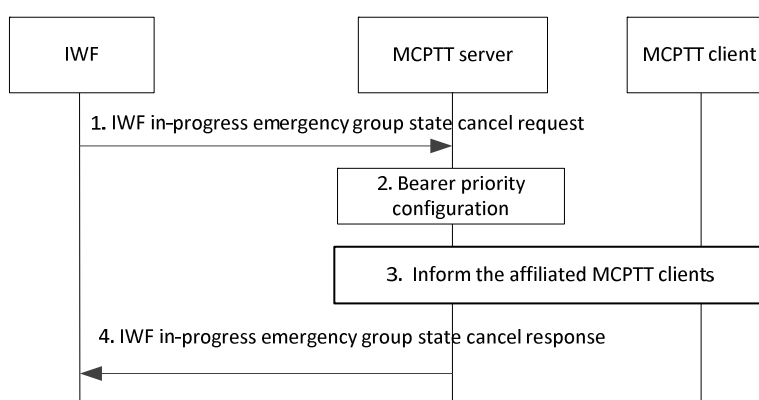 IWF
MCPTT server
MCPTT client
1. IWF in-progress emergency group state cancel request
2. Bearer priority
configuration
3. Inform the affiliated MCPTT clients
4. IWF in-progress emergency group state cancel response